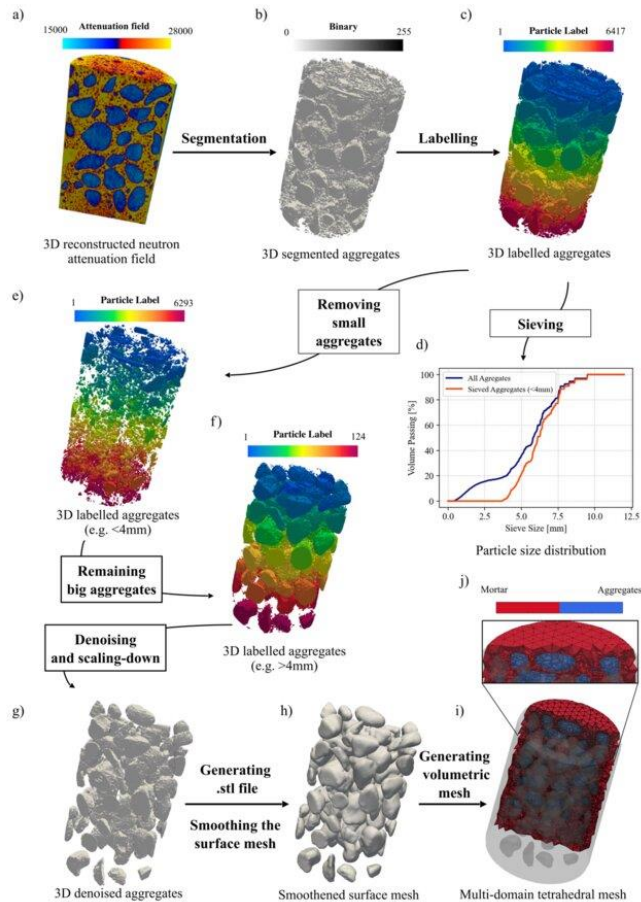 a)
Attenuation field
15000
28000
3D reconstructed neutron
attenuation field
Segmentation
b)
Binary
0
255
3D segmented aggregates
Labelling
c)
Particle Label
1
6417
3D labelled aggregates
Removing
small
aggregates
Sieving
e)
Particle Label
1
6293
3D labelled aggregates
(e.g. <4mm)
Remaining
big aggregates
f)
Particle Label
1
124
3D labelled aggregates
(e.g. >4mm)
d)
All Agregates
Sieved Aggregates (<4mm)
Volume Passing [%]
100
80
60
40
20
0
0.0
2.5
5.0
7.5
10.0
12.5
Sieve Size [mm]
Particle size distribution
Denoising
and scaling-down
g)
3D denoised aggregates
Generating
.stl file
Smoothing the
surface mesh
h)
Smoothened surface mesh
Generating
volumetric
mesh
j)
Mortar
Aggregates
i)
Multi-domain tetrahedral mesh